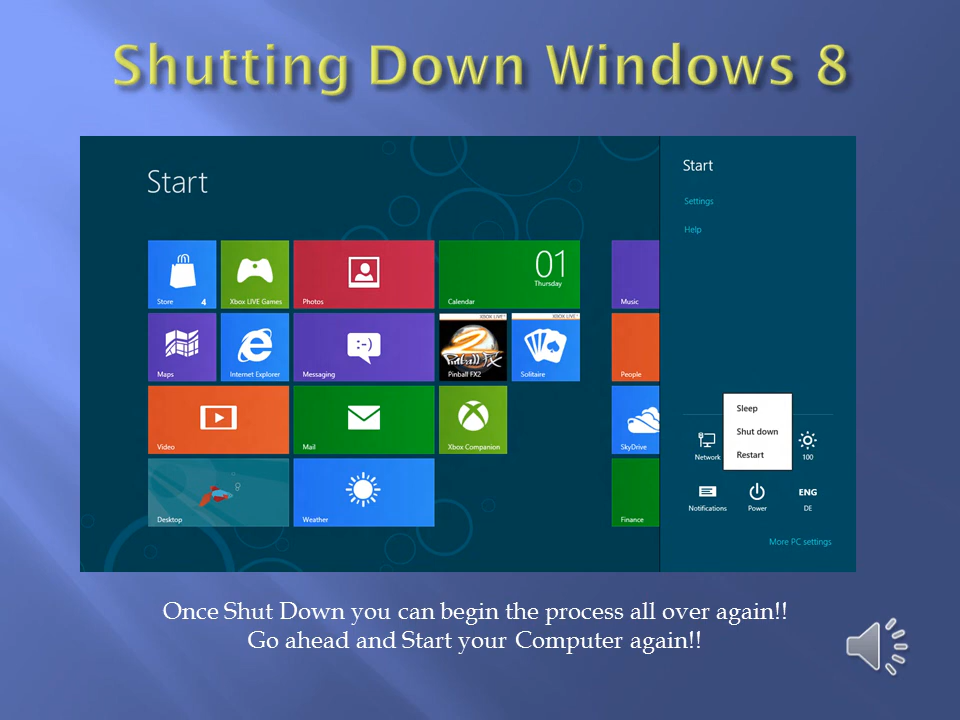 Shutting Down Windows 8
Start
Store 4
Xbox LIVE Games
Photos
01
Thursday
Calendar
Music
Maps
Internet Explorer
Messaging
XBOX LIVE
Pinball FX
2
Pinball FX2
XBOX LIVE
Solitaire
People
Video
Mail
Xbox Companion
SkyDrive
Desktop
Weather
Finance
Start
Settings
Help
Sleep
Shut down
Restart
Network
100
Notifications
Power
ENG
DE
More PC settings
Once Shut Down you can begin the process all over again!!
Go ahead and Start your Computer again!!